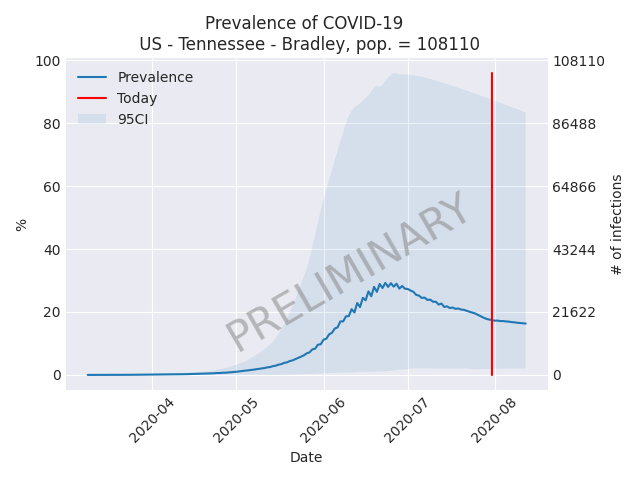 Prevalence of COVID-19
US - Tennessee - Bradley, pop. = 108110
100
80
60
40
20
0
%
108110
86488
64866
43244
21622
0
# of infections
Prevalence
Today
95CI
PRELIMINARY
2020-04
2020-05
2020-06
2020-07
2020-08
Date